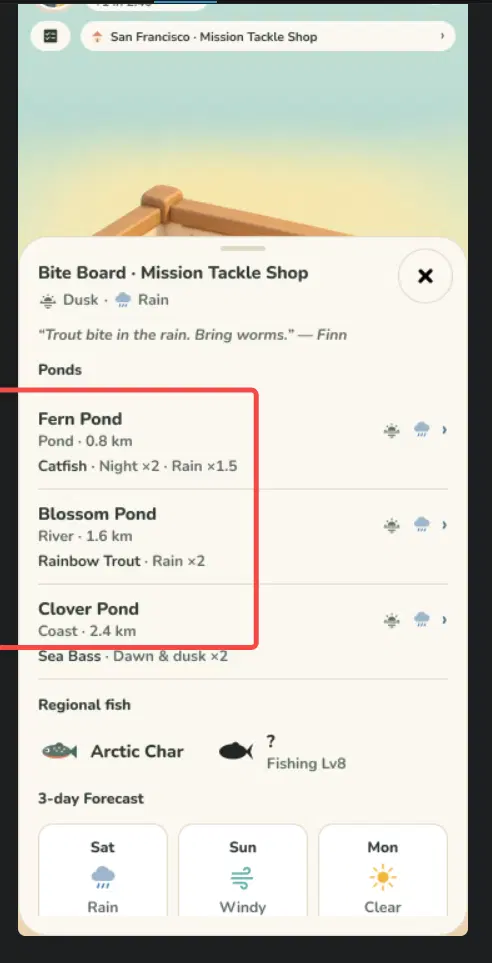 San Francisco · Mission Tackle Shop
Bite Board · Mission Tackle Shop
Dusk · Rain
“Trout bite in the rain. Bring worms.” — Finn
Ponds
Fern Pond
Pond · 0.8 km
Catfish · Night ×2 · Rain ×1.5
Blossom Pond
River · 1.6 km
Rainbow Trout · Rain ×2
Clover Pond
Coast · 2.4 km
Sea Bass · Dawn & dusk ×2
Regional fish
Arctic Char
?
Fishing Lv8
3-day Forecast
Sat
Sun
Mon
Rain
Windy
Clear